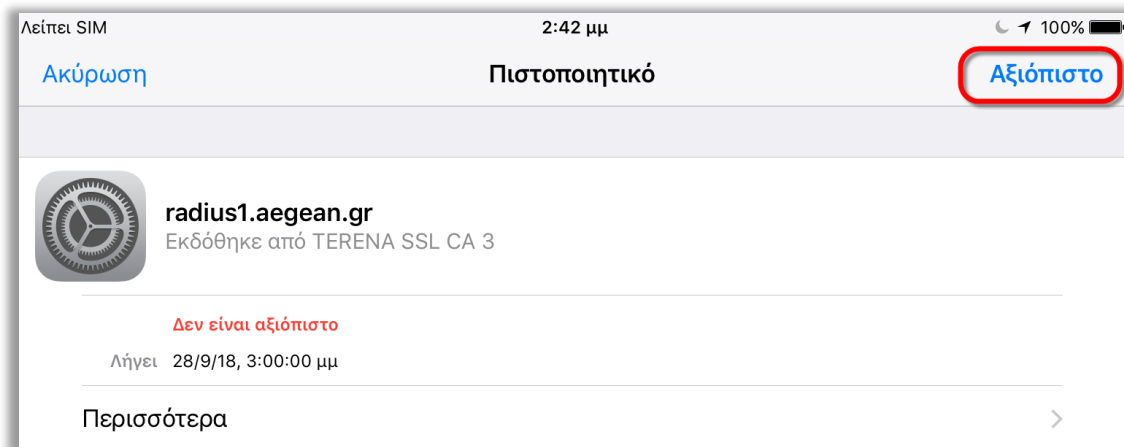 Λείπει SIM 2:42 μμ 100%
Ακύρωση Πιστοποιητικό Αξιόπιστο
radius1.aegean.gr
Εκδόθηκε από TERENA SSL CA 3
Δεν είναι αξιόπιστο
Λήγει 28/9/18, 3:00:00 μμ
Περισσότερα